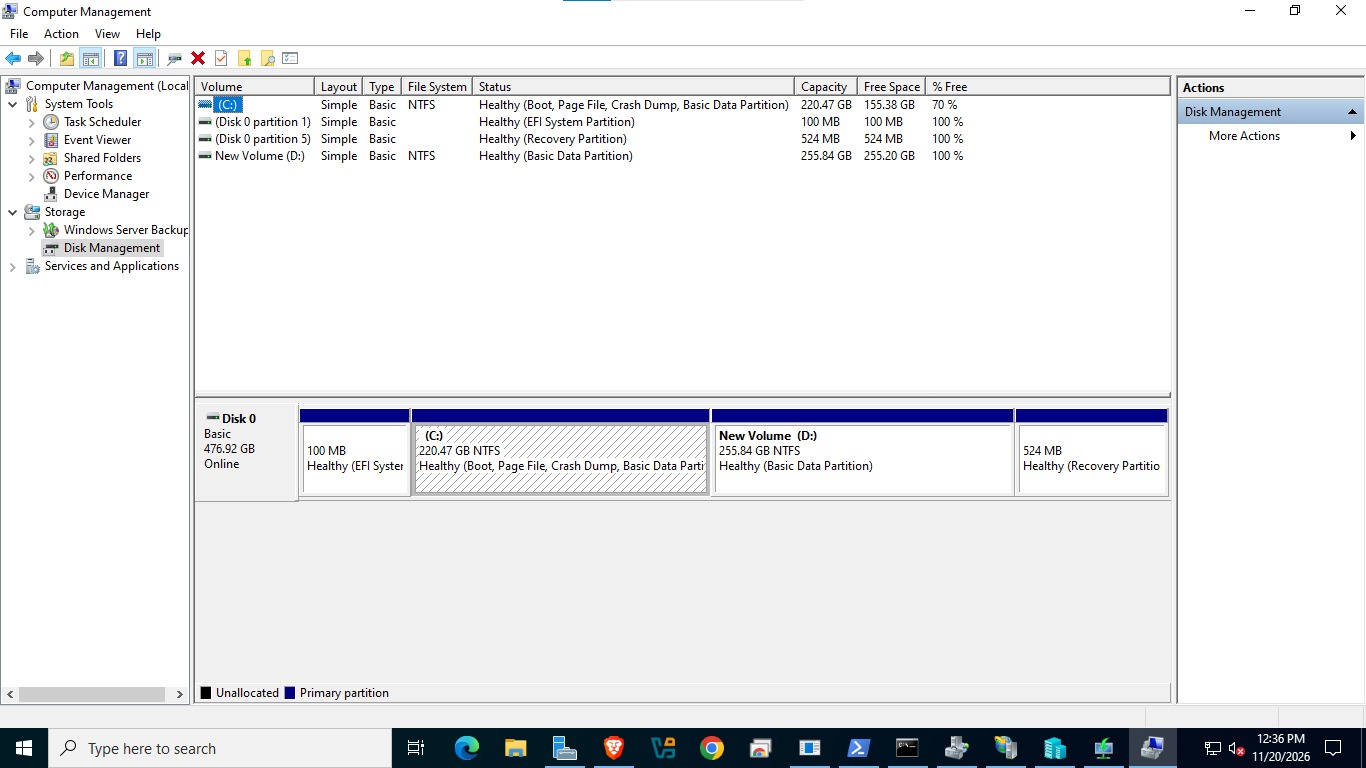 Computer Management
File Action View Help
Computer Management (Local
System Tools
Task Scheduler
Event Viewer
Shared Folders
Performance
Device Manager
Storage
Windows Server Backup
Disk Management
Services and Applications
Volume Layout Type File System Status Capacity Free Space % Free
(C:) Simple Basic NTFS Healthy (Boot, Page File, Crash Dump, Basic Data Partition) 220.47 GB 155.38 GB 70 %
(Disk 0 partition 1) Simple Basic Healthy (EFI System Partition) 100 MB 100 MB 100 %
(Disk 0 partition 5) Simple Basic Healthy (Recovery Partition) 524 MB 524 MB 100 %
New Volume (D:) Simple Basic NTFS Healthy (Basic Data Partition) 255.84 GB 255.20 GB 100 %
Disk 0
Basic
476.92 GB
Online
100 MB
Healthy (EFI Syster
(C:)
220.47 GB NTFS
Healthy (Boot, Page File, Crash Dump, Basic Data Parti
New Volume (D:)
255.84 GB NTFS
Healthy (Basic Data Partition)
524 MB
Healthy (Recovery Partitio
Unallocated Primary partition
Actions
Disk Management
More Actions
Type here to search
12:36 PM
11/20/2026